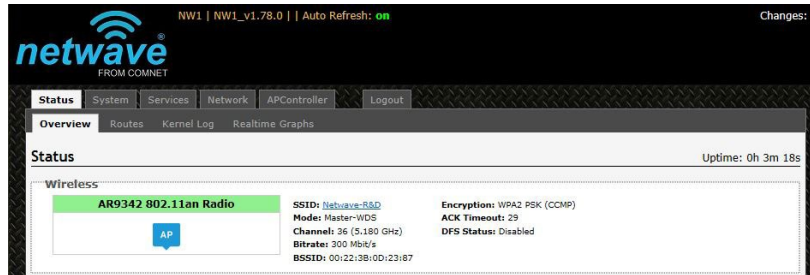 NW1 | NW1_v1.78.0 | | Auto Refresh: on Changes:
netwave®
FROM COMNET
Status System Services Network APController Logout
Overview Routes Kernel Log Realtime Graphs
Status Uptime: 0h 3m 18s
Wireless
AR9342 802.11an Radio
AP
SSID: Netwave-R&D Encryption: WPA2 PSK (CCMP)
Mode: Master-WDS ACK Timeout: 29
Channel: 36 (5.180 GHz) DFS Status: Disabled
Bitrate: 300 Mbit/s
BSSID: 00:22:3B:0D:23:87